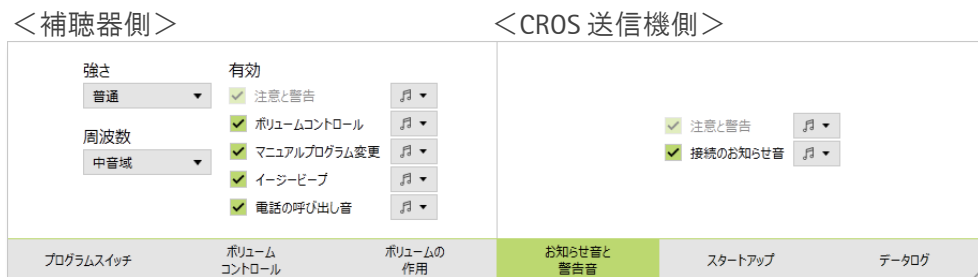 ＜補聴器側＞
＜CROS 送信機側＞
強さ
普通
周波数
中音域
有効
注意と警告
ボリュームコントロール
マニュアルプログラム変更
イージービープ
電話の呼び出し音
注意と警告
接続のお知らせ音
プログラムスイッチ
ボリューム
コントロール
ボリュームの
作用
お知らせ音と
警告音
スタートアップ
データログ